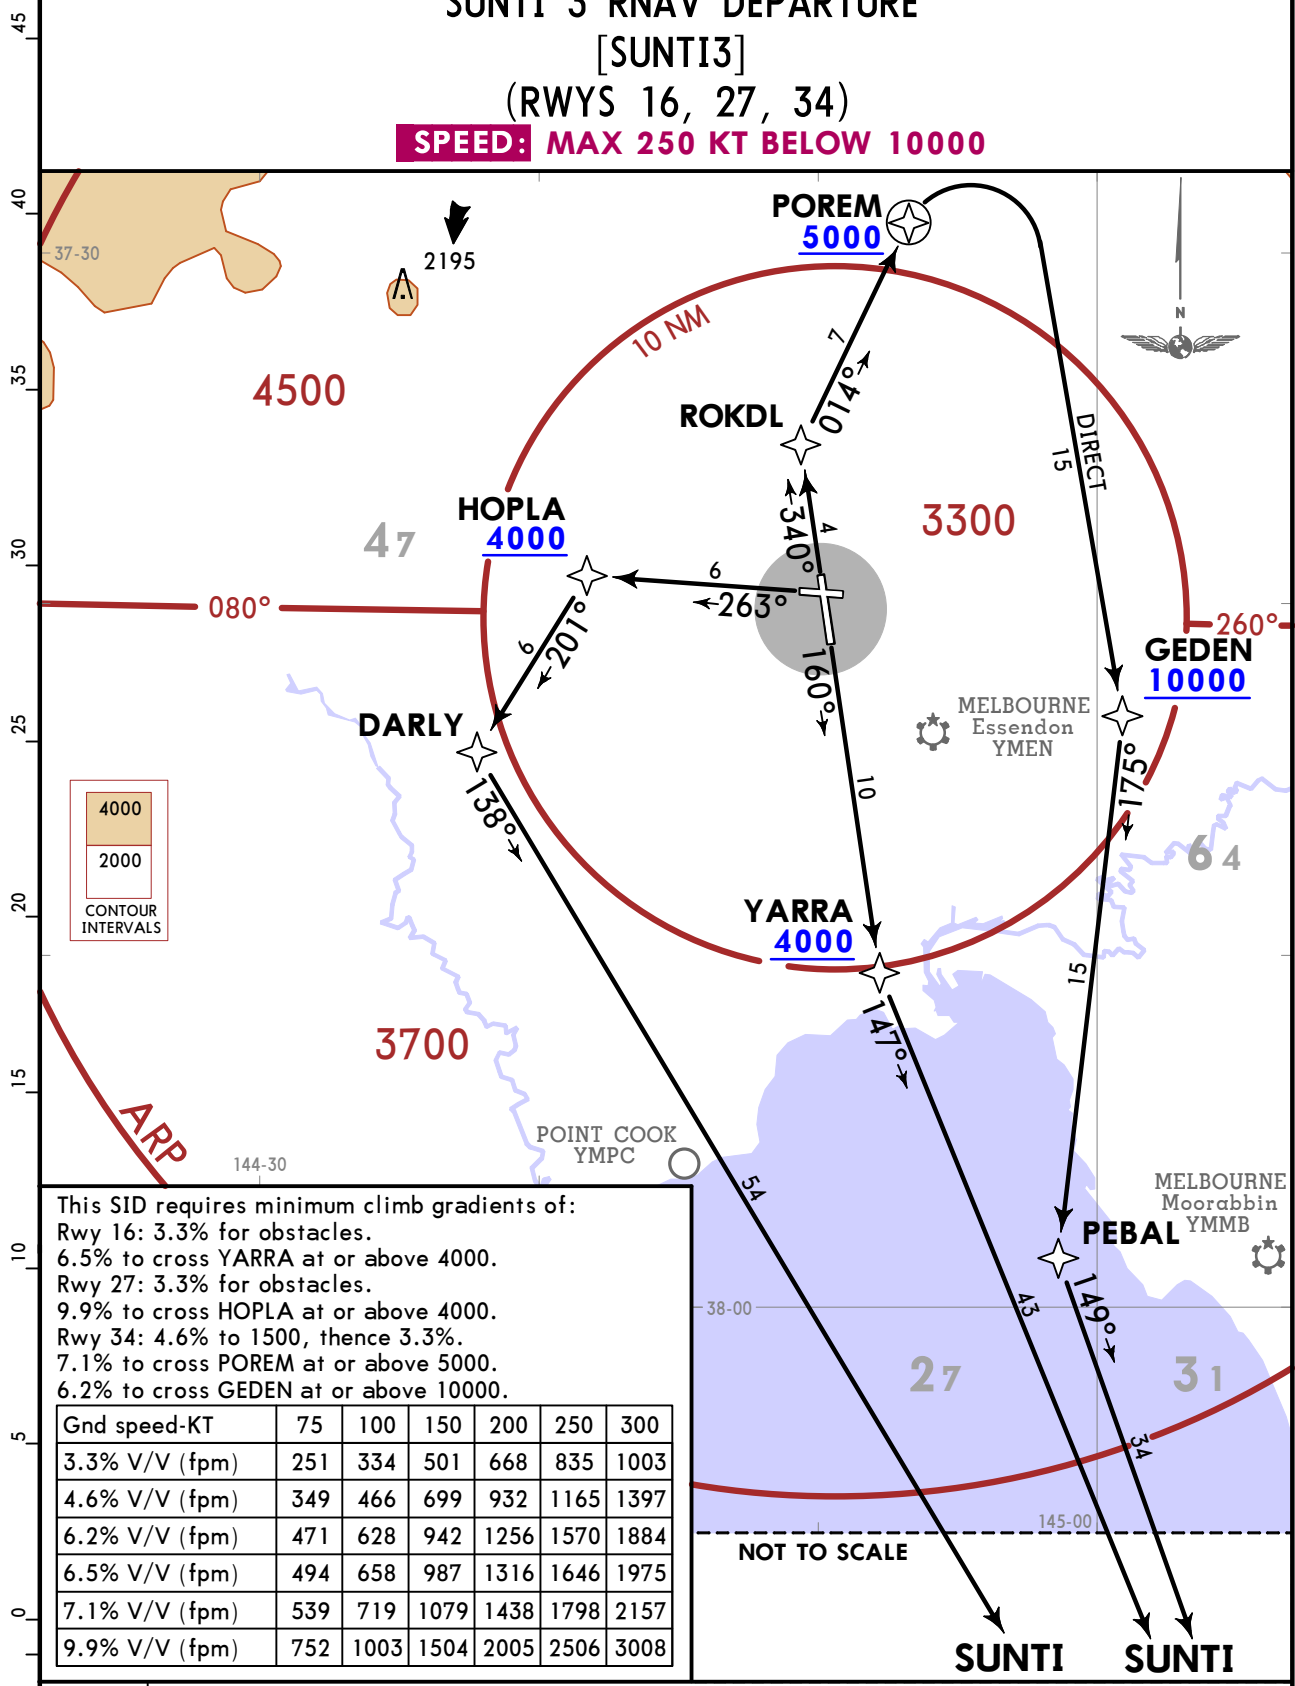 SUNTI 3 RNAV DEPARTURE
[SUNTI3]
(RWYS 16, 27, 34)
SPEED: MAX 250 KT BELOW 10000
45
40
35
30
25
20
15
10
5
0
37-30
2195
POREM
5000
N
10 NM
7
014°
4500
ROKDL
DIRECT
15
HOPLA
4000
340°
4
3300
47
6
263°
080°
260°
201°
6
160°
GEDEN
10000
DARLY
MELBOURNE
Essendon
YMEN
138°
10
175°
4000
2000
CONTOUR
INTERVALS
64
YARRA
4000
15
147°
3700
ARP
POINT COOK
YMPC
144-30
54
MELBOURNE
Moorabbin
YMMB
PEBAL
149°
38-00
43
27
31
34
145-00
This SID requires minimum climb gradients of:
Rwy 16: 3.3% for obstacles.
6.5% to cross YARRA at or above 4000.
Rwy 27: 3.3% for obstacles.
9.9% to cross HOPLA at or above 4000.
Rwy 34: 4.6% to 1500, thence 3.3%.
7.1% to cross POREM at or above 5000.
6.2% to cross GEDEN at or above 10000.
Gnd speed-KT 75 100 150 200 250 300
3.3% V/V (fpm) 251 334 501 668 835 1003
4.6% V/V (fpm) 349 466 699 932 1165 1397
6.2% V/V (fpm) 471 628 942 1256 1570 1884
6.5% V/V (fpm) 494 658 987 1316 1646 1975
7.1% V/V (fpm) 539 719 1079 1438 1798 2157
9.9% V/V (fpm) 752 1003 1504 2005 2506 3008
NOT TO SCALE
SUNTI
SUNTI